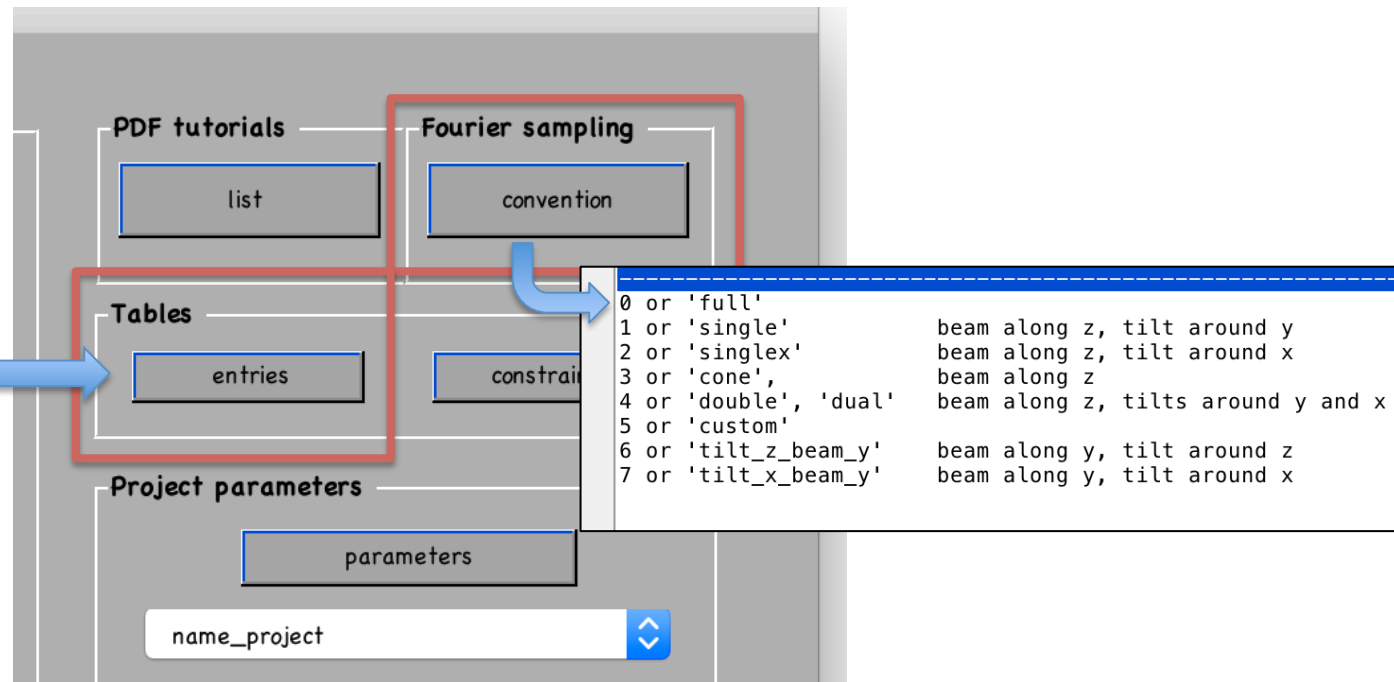 PDF tutorials
Fourier sampling
list
convention
Tables
entries
0 or 'full'
1 or 'single' beam along z, tilt around y
2 or 'singlex' beam along z, tilt around x
3 or 'cone', beam along z
4 or 'double', 'dual' beam along z, tilts around y and x
5 or 'custom'
6 or 'tilt_z_beam_y' beam along y, tilt around z
7 or 'tilt_x_beam_y' beam along y, tilt around x
Project parameters
parameters
name_project